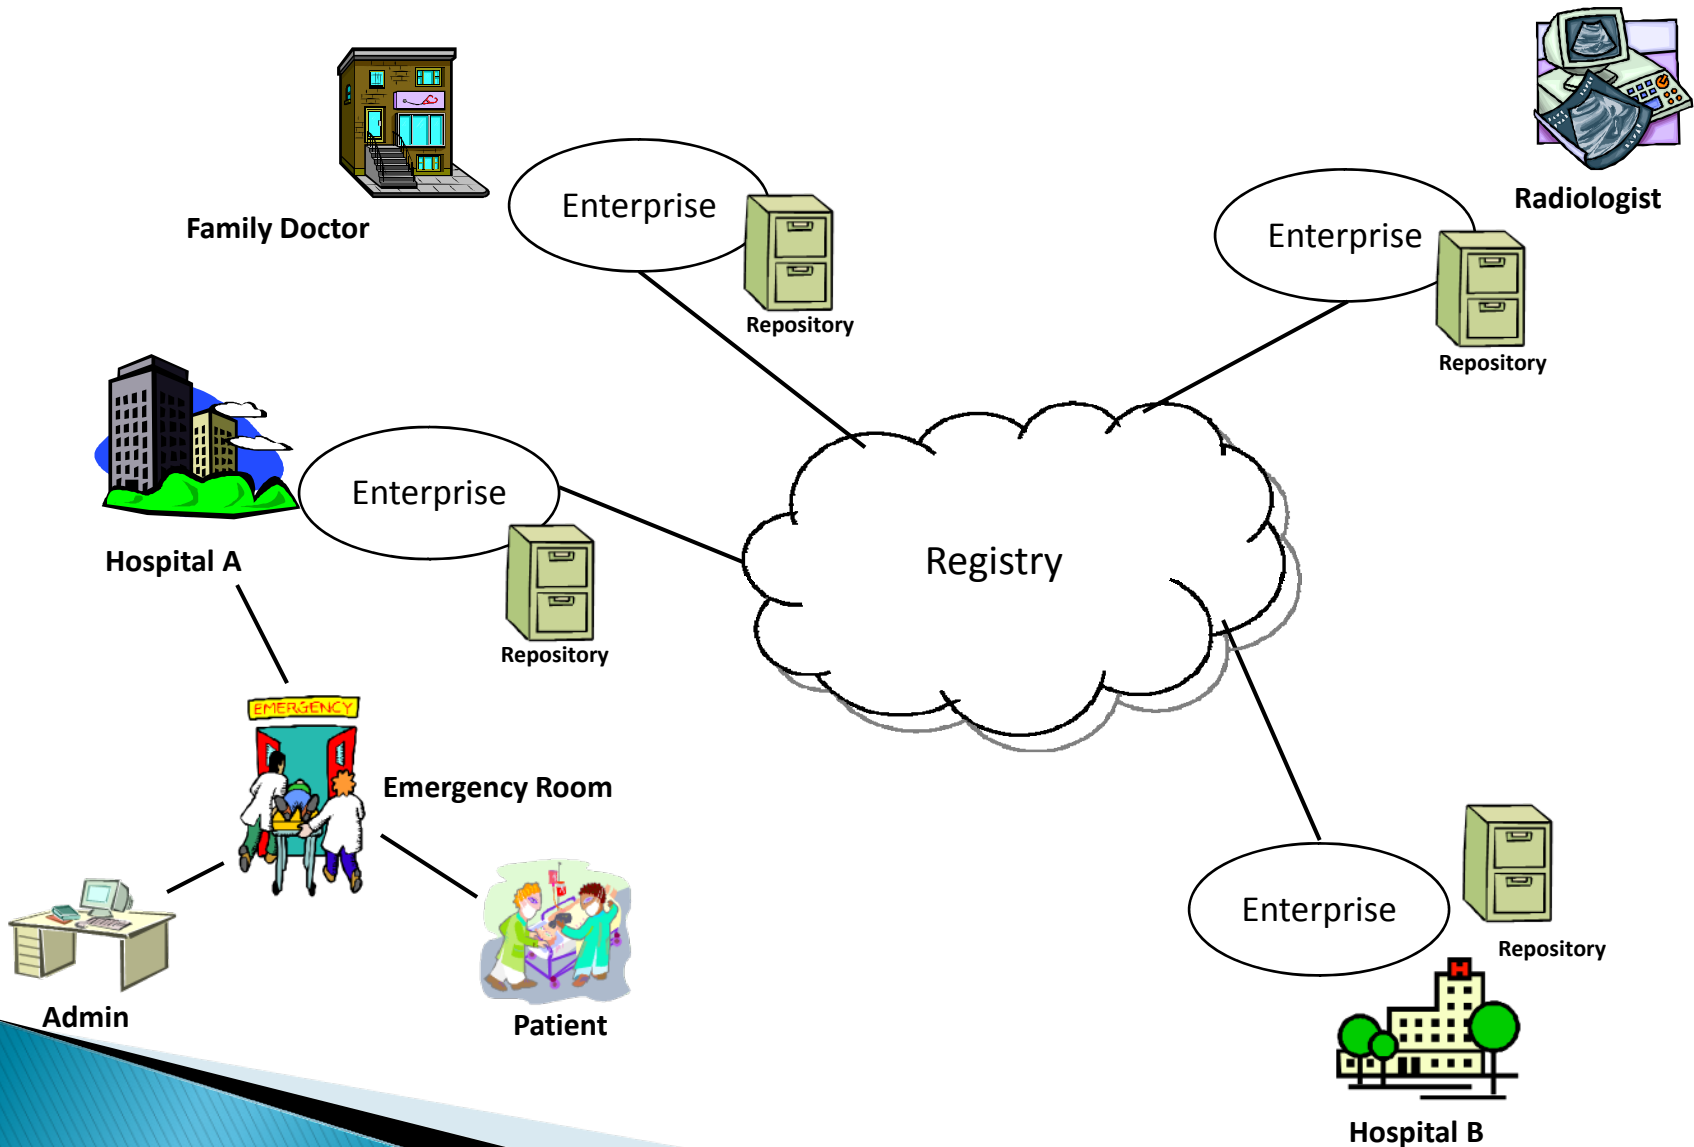 Radiologist
Family Doctor
Enterprise
Repository
Enterprise
Repository
Hospital A
Enterprise
Repository
Registry
EMERGENCY
Emergency Room
Admin
Patient
Enterprise
Repository
H
Hospital B